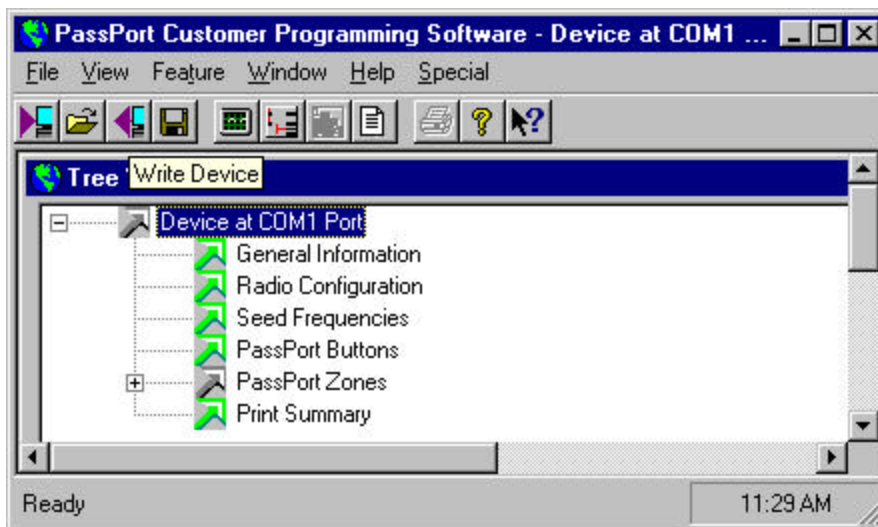 PassPort Customer Programming Software - Device at COM1 ...
File View Feature Window Help Special
Write Device
Tree
Device at COM1 Port
General Information
Radio Configuration
Seed Frequencies
PassPort Buttons
PassPort Zones
Print Summary
Ready 11:29 AM